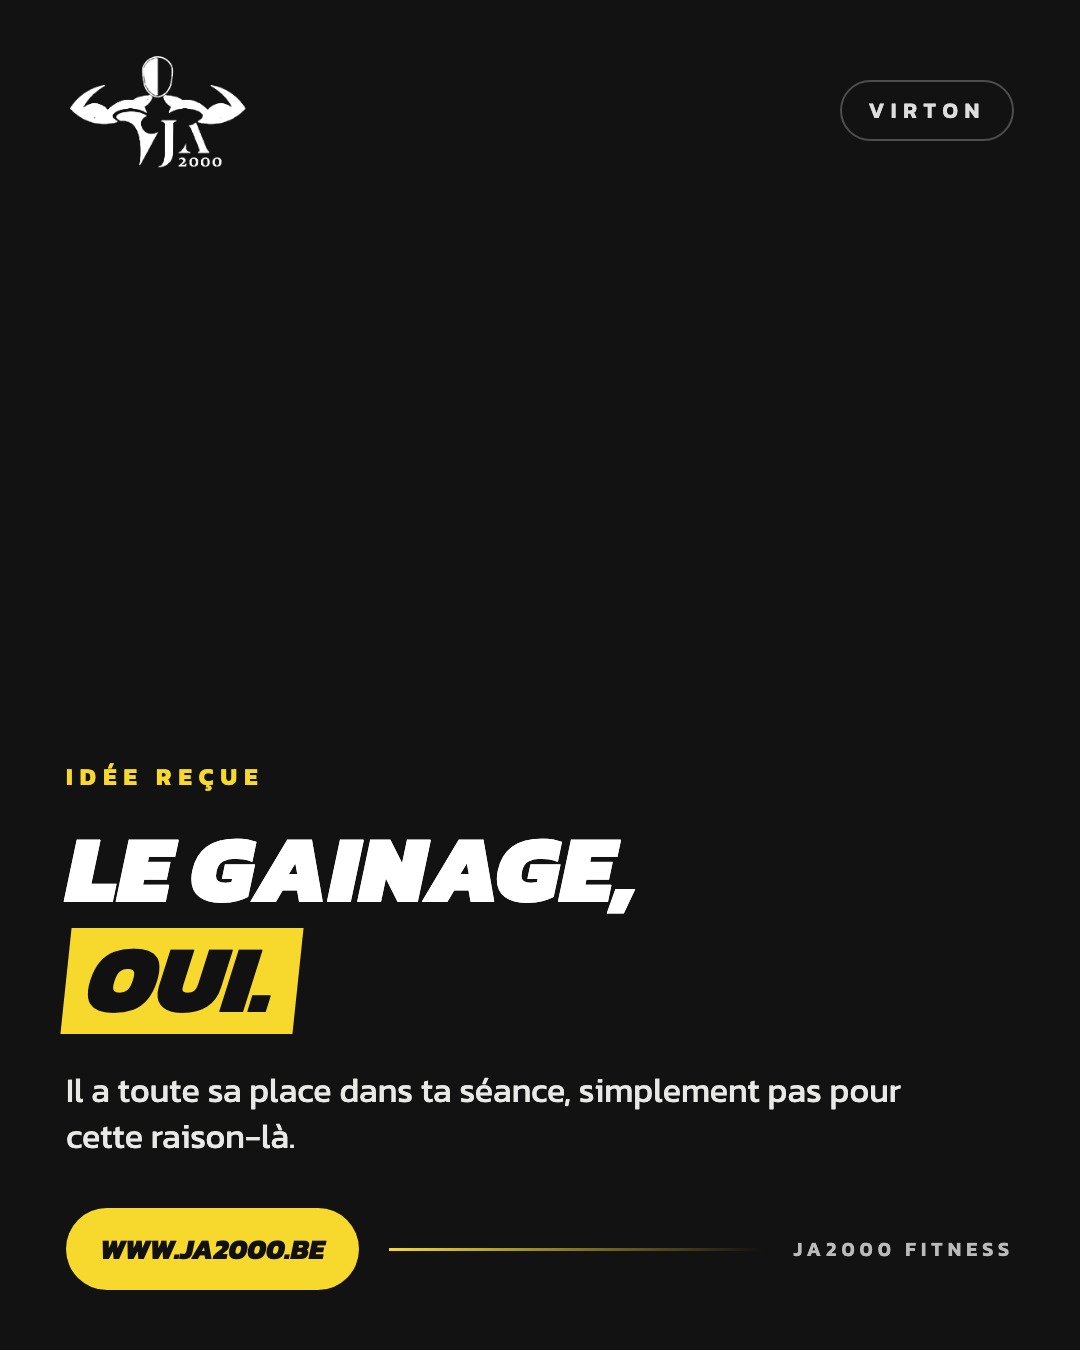 JA
2000
VIRTON
IDÉE REÇUE
LE GAINAGE,
OUI.
Il a toute sa place dans ta séance, simplement pas pour
cette raison-là.
WWW.JA2000.BE
JA2000 FITNESS